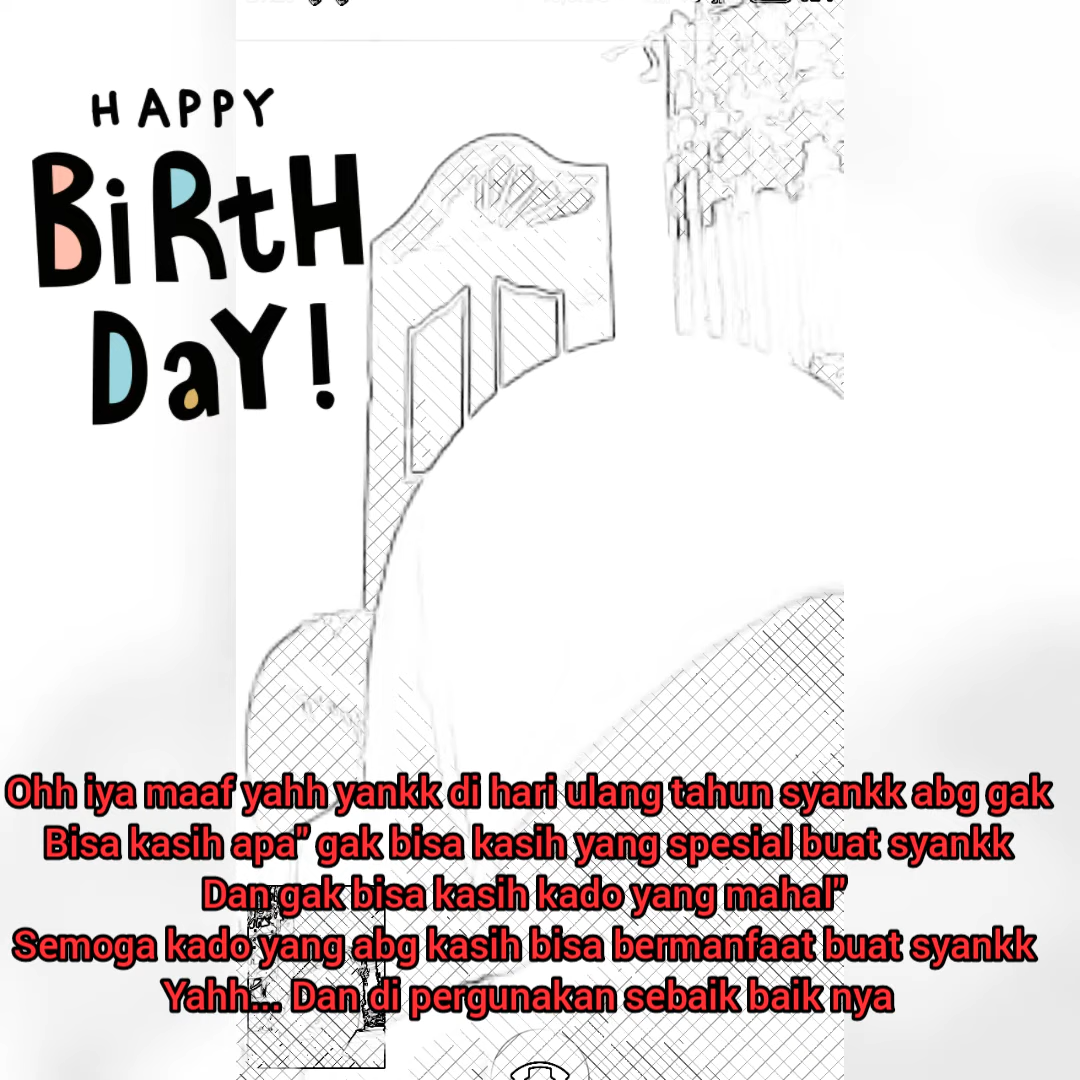 HAPPY
BiRtH
DaY!
Ohh iya maaf yahh yankk di hari ulang tahun syankk abg gak
Bisa kasih apa" gak bisa kasih yang spesial buat syankk
Dan gak bisa kasih kado yang mahal"
Semoga kado yang abg kasih bisa bermanfaat buat syankk
Yahh... Dan di pergunakan sebaik baik nya